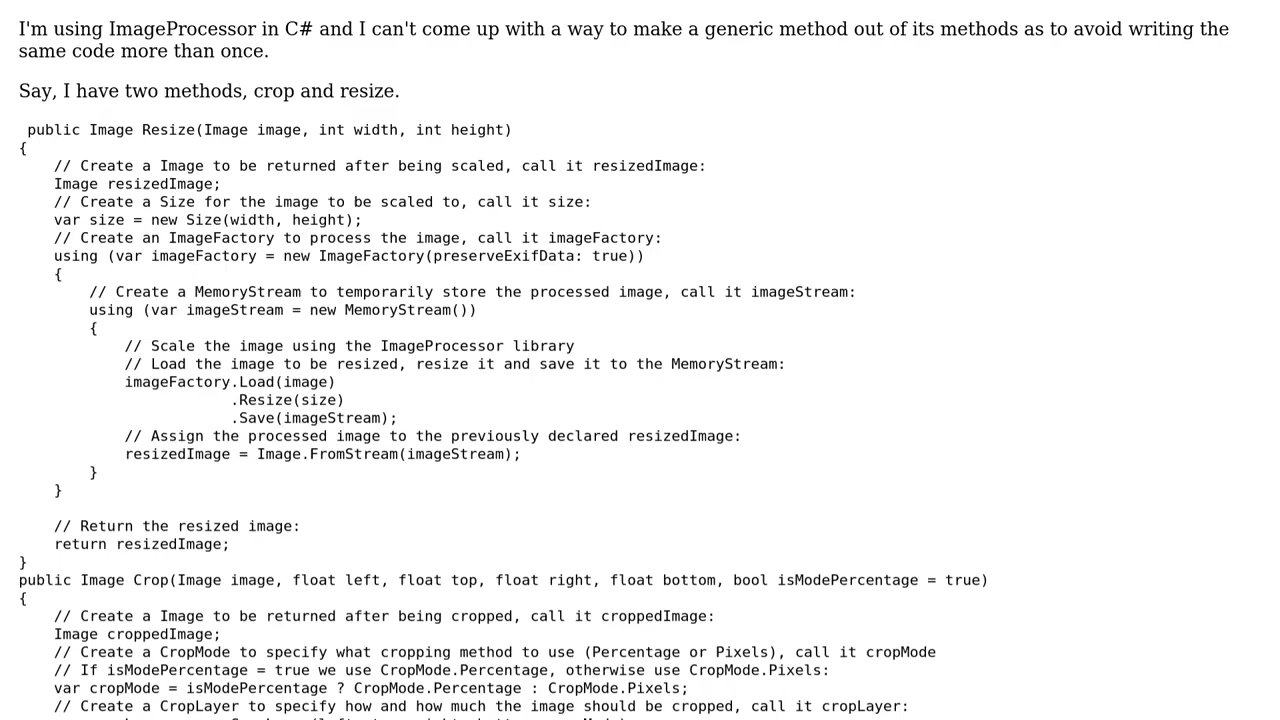 I'm using ImageProcessor in C# and I can't come up with a way to make a generic method out of its methods as to avoid writing the
same code more than once.
Say, I have two methods, crop and resize.
public Image Resize(Image image, int width, int height)
{
    // Create a Image to be returned after being scaled, call it resizedImage:
    Image resizedImage;
    // Create a Size for the image to be scaled to, call it size:
    var size = new Size(width, height);
    // Create an ImageFactory to process the image, call it imageFactory:
    using (var imageFactory = new ImageFactory(preserveExifData: true))
    {
        // Create a MemoryStream to temporarily store the processed image, call it imageStream:
        using (var imageStream = new MemoryStream())
        {
            // Scale the image using the ImageProcessor library
            // Load the image to be resized, resize it and save it to the MemoryStream:
            imageFactory.Load(image)
                        .Resize(size)
                        .Save(imageStream);
            // Assign the processed image to the previously declared resizedImage:
            resizedImage = Image.FromStream(imageStream);
        }
    }
    // Return the resized image:
    return resizedImage;
}
public Image Crop(Image image, float left, float top, float right, float bottom, bool isModePercentage = true)
{
    // Create a Image to be returned after being cropped, call it croppedImage:
    Image croppedImage;
    // Create a CropMode to specify what cropping method to use (Percentage or Pixels), call it cropMode
    // If isModePercentage = true we use CropMode.Percentage, otherwise use CropMode.Pixels:
    var cropMode = isModePercentage ? CropMode.Percentage : CropMode.Pixels;
    // Create a CropLayer to specify how and how much the image should be cropped, call it cropLayer: